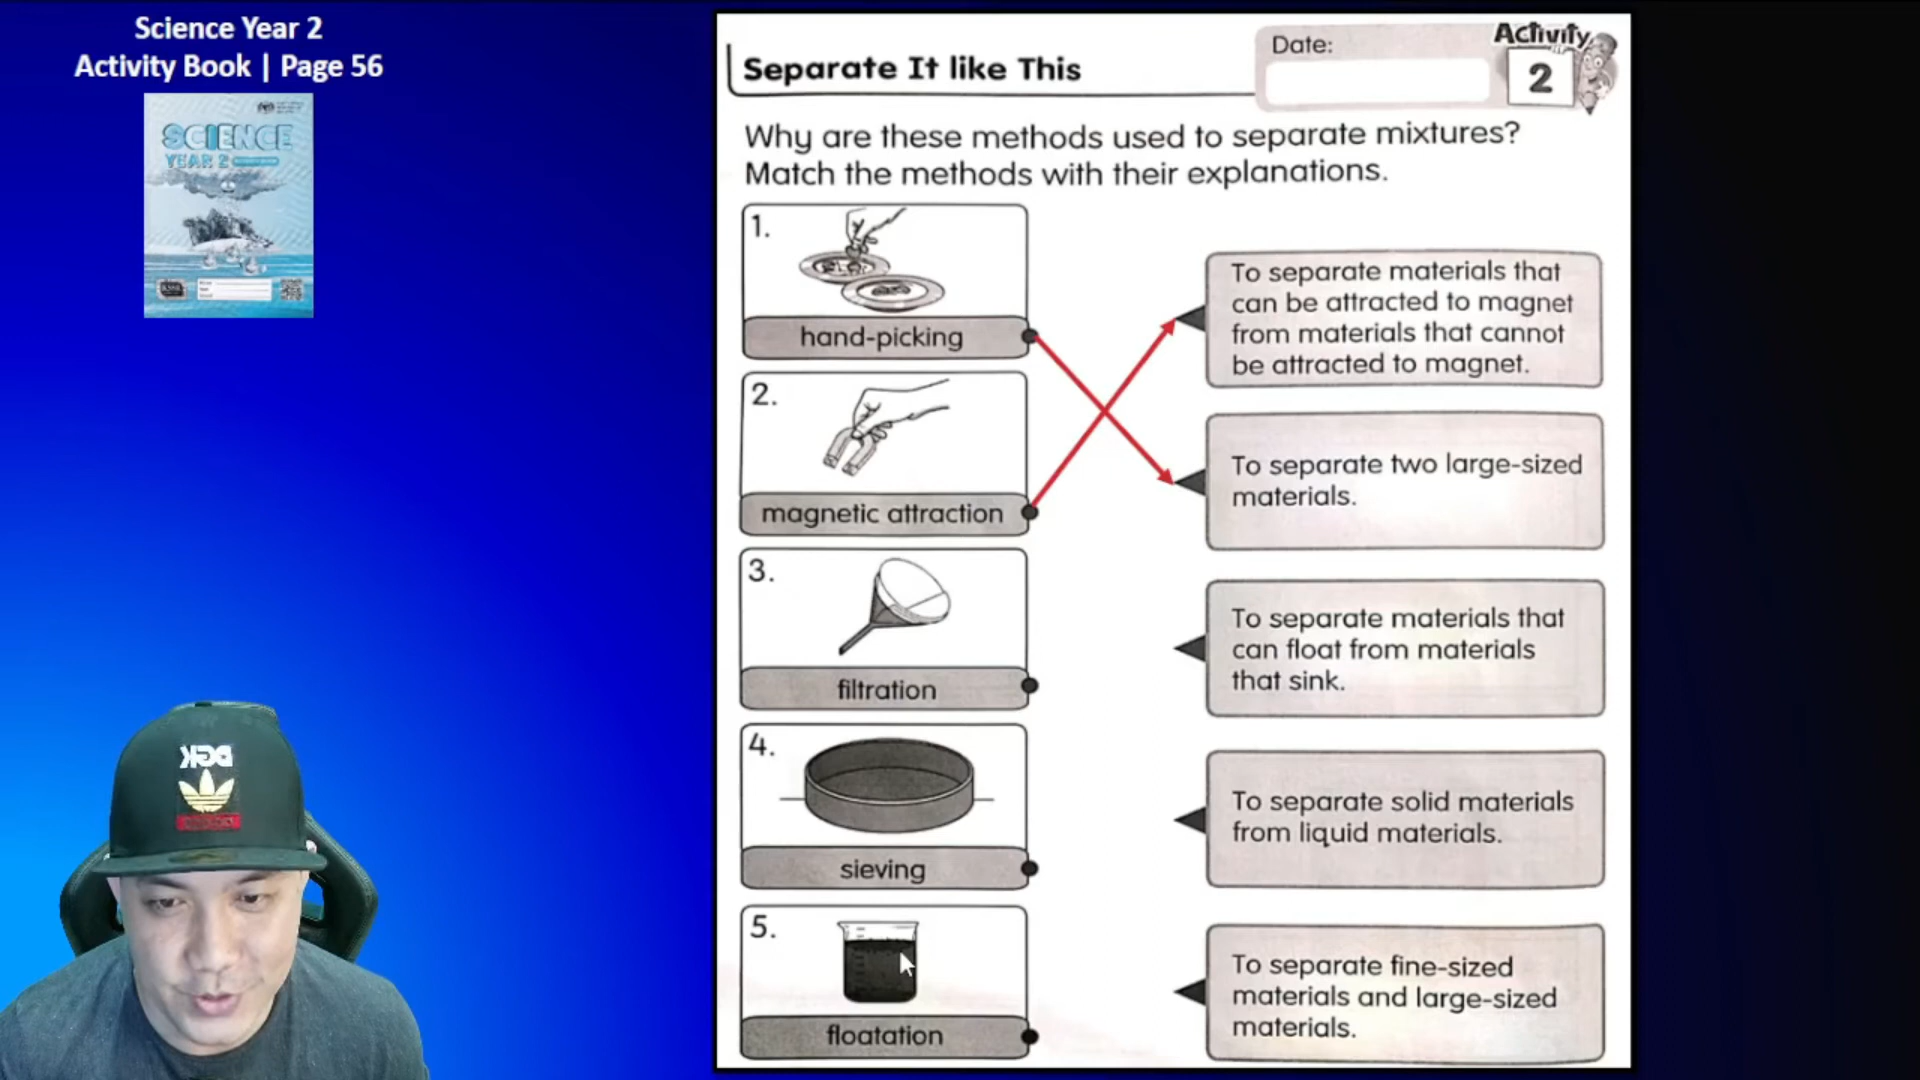 Science Year 2
Activity Book | Page 56
SCIENCE
YEAR 2
Separate It like This
Date:
Activity
2
Why are these methods used to separate mixtures?
Match the methods with their explanations.
1.
hand-picking
2.
magnetic attraction
3.
filtration
4.
sieving
5.
floatation
To separate materials that
can be attracted to magnet
from materials that cannot
be attracted to magnet.
To separate two large-sized
materials.
To separate materials that
can float from materials
that sink.
To separate solid materials
from liquid materials.
To separate fine-sized
materials and large-sized
materials.
DGK